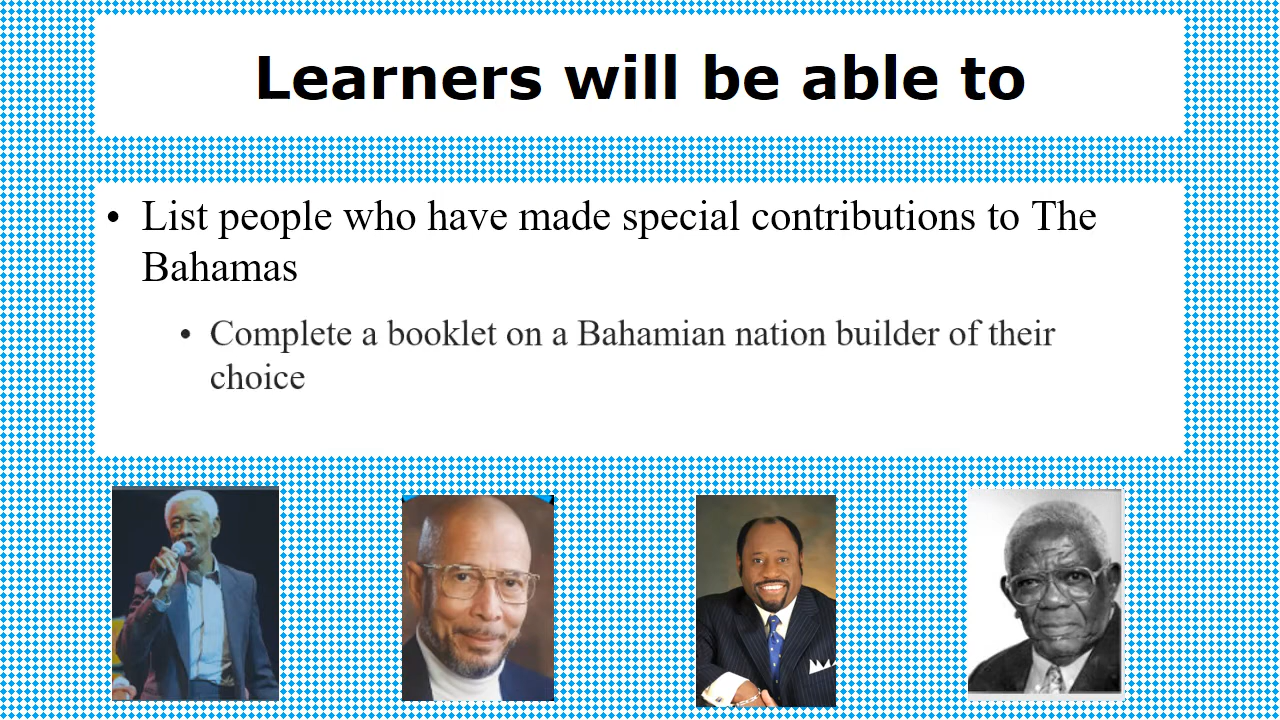 Learners will be able to
• List people who have made special contributions to The
Bahamas
• Complete a booklet on a Bahamian nation builder of their
choice